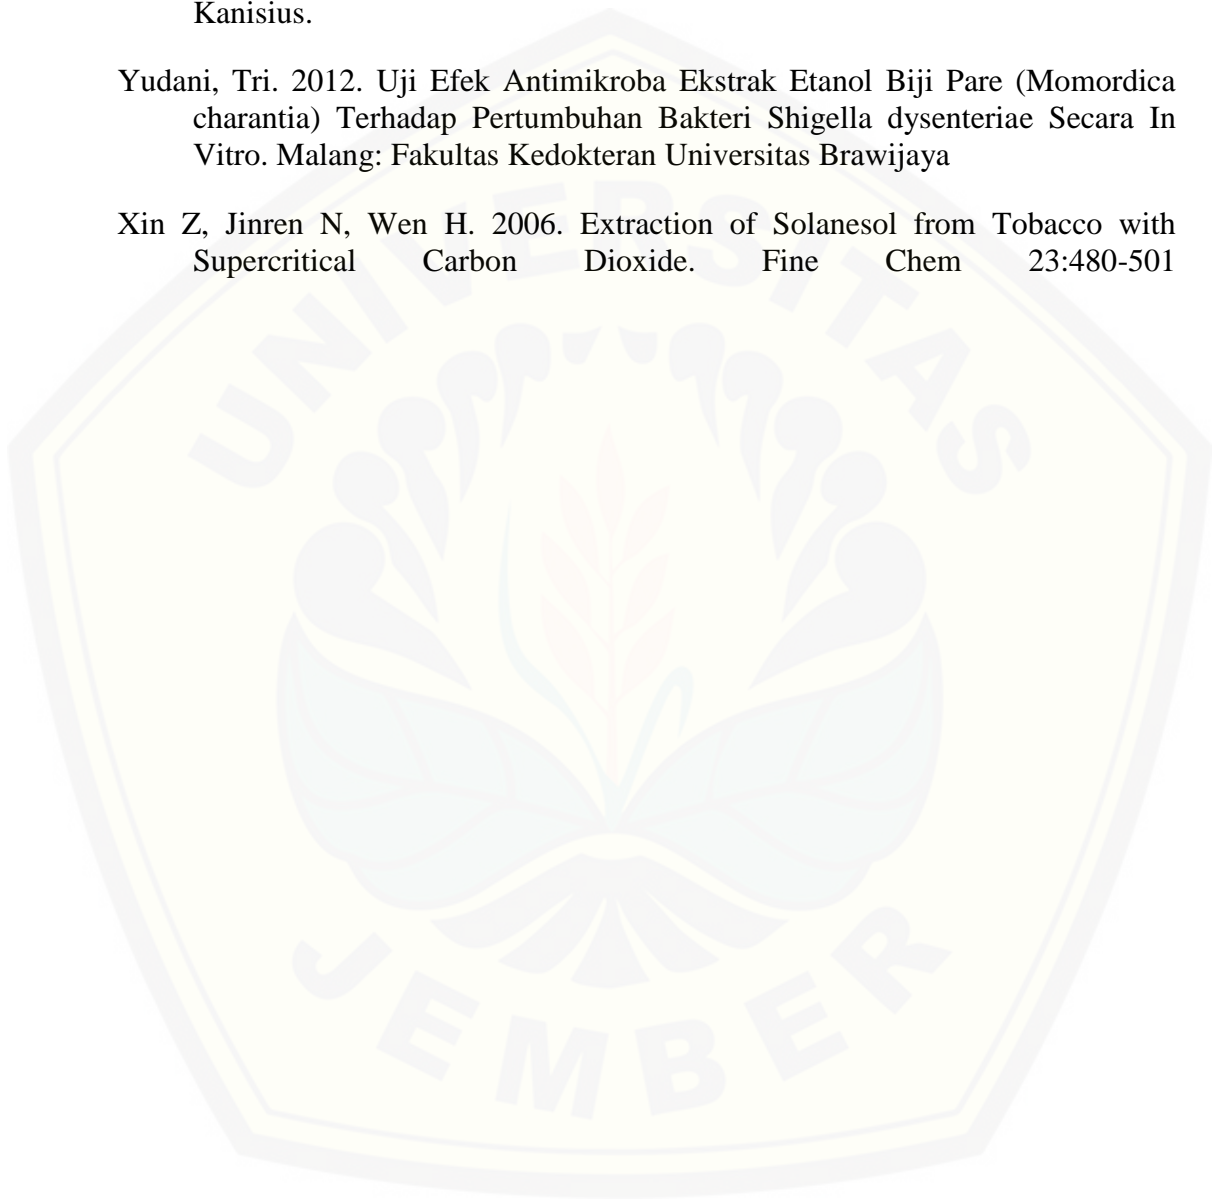 Kanisius.
Yudani, Tri. 2012. Uji Efek Antimikroba Ekstrak Etanol Biji Pare (Momordica
charantia) Terhadap Pertumbuhan Bakteri Shigella dysenteriae Secara In
Vitro. Malang: Fakultas Kedokteran Universitas Brawijaya
Xin Z, Jinren N, Wen H. 2006. Extraction of Solanesol from Tobacco with
Supercritical Carbon Dioxide. Fine Chem 23:480-501
UNIVERSITAS
JEMBER